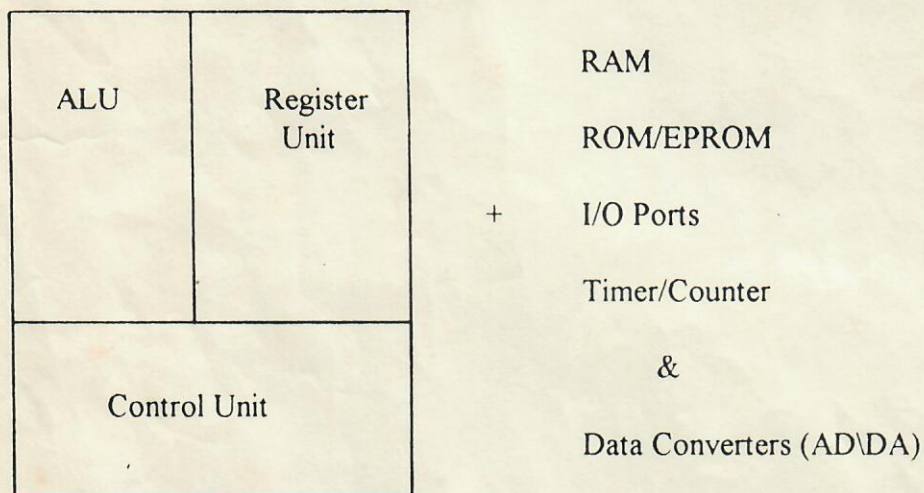 ALU
Register
Unit
Control Unit
+
RAM
ROM/EPROM
I/O Ports
Timer/Counter
&
Data Converters (AD\DA)